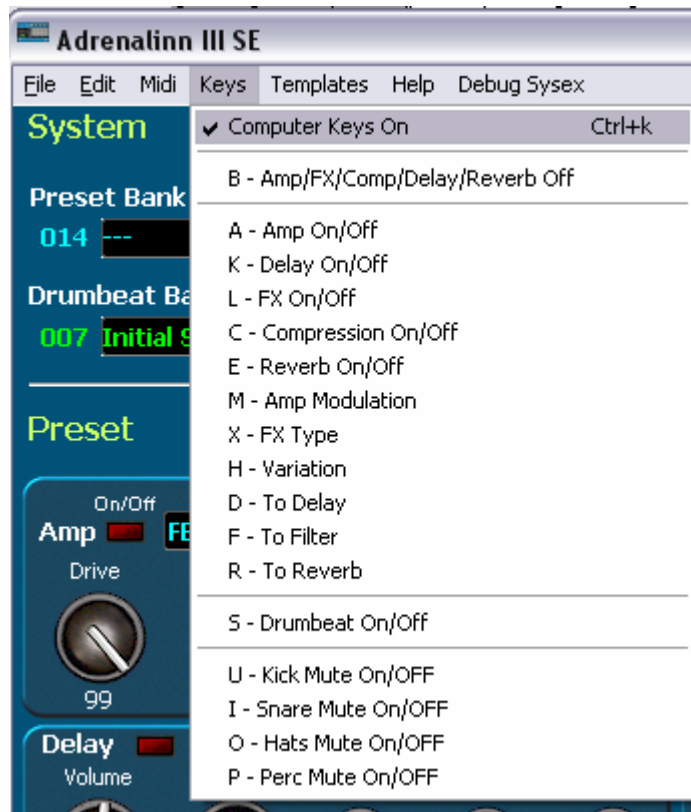 Adrenalinn III SE
File Edit Midi Keys Templates Help Debug Sysex
System
Preset Bank
014 ---
Drumbeat Ba
007 Initial S
Preset
On/Off
Amp FE
Drive
99
Delay
Volume
✔ Computer Keys On Ctrl+k
B - Amp/FX/Comp/Delay/Reverb Off
A - Amp On/Off
K - Delay On/Off
L - FX On/Off
C - Compression On/Off
E - Reverb On/Off
M - Amp Modulation
X - FX Type
H - Variation
D - To Delay
F - To Filter
R - To Reverb
S - Drumbeat On/Off
U - Kick Mute On/OFF
I - Snare Mute On/OFF
O - Hats Mute On/OFF
P - Perc Mute On/OFF